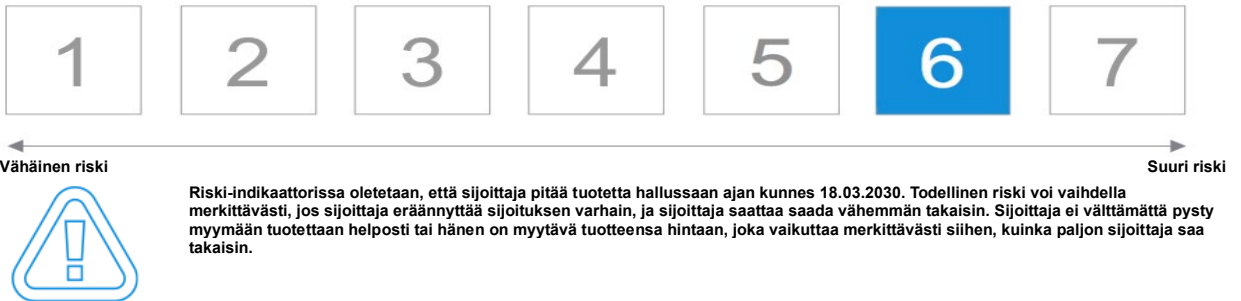 1 2 3 4 5 6 7
Vähäinen riski Suuri riski
Riski-indikaattorissa oletetaan, että sijoittaja pitää tuotetta hallussaan ajan kunnes 18.03.2030. Todellinen riski voi vaihdella
merkittävästi, jos sijoittaja eräännyttää sijoituksen varhain, ja sijoittaja saattaa saada vähemmän takaisin. Sijoittaja ei välttämättä pysty
myymään tuotettaan helposti tai hänen on myytävä tuotteensa hintaan, joka vaikuttaa merkittävästi siihen, kuinka paljon sijoittaja saa
takaisin.